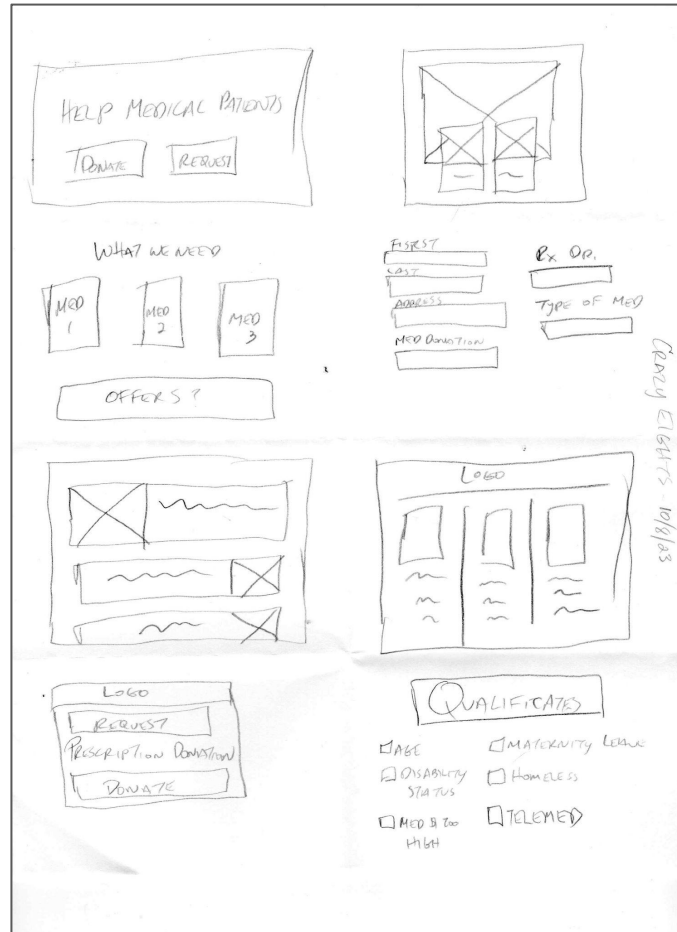 HELP MEDICAL PATIENTS
DONATE
REQUEST
WHAT WE NEED
MED
1
MED
2
MED
3
OFFERS?
FISRST
LAST
ADDRESS
MED DONATION
Rx Dr.
TYPE OF MED
LOGO
LOGO
REQUEST
PRESCRIPTION DONATION
DONATE
QUALIFICATES
AGE
MATERNITY LEAVE
DISABILITY
STATUS
HOMELESS
MED $ TOO
HIGH
TELEMED
CRAZY EIGHTS - 10/8/23